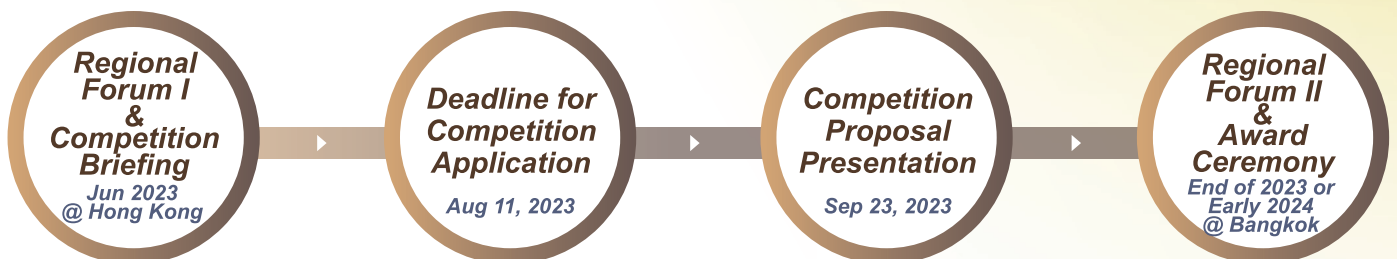 Regional
Forum I
&
Competition
Briefing
Jun 2023
@ Hong Kong
Deadline for
Competition
Application
Aug 11, 2023
Competition
Proposal
Presentation
Sep 23, 2023
Regional
Forum II
&
Award
Ceremony
End of 2023 or
Early 2024
@ Bangkok